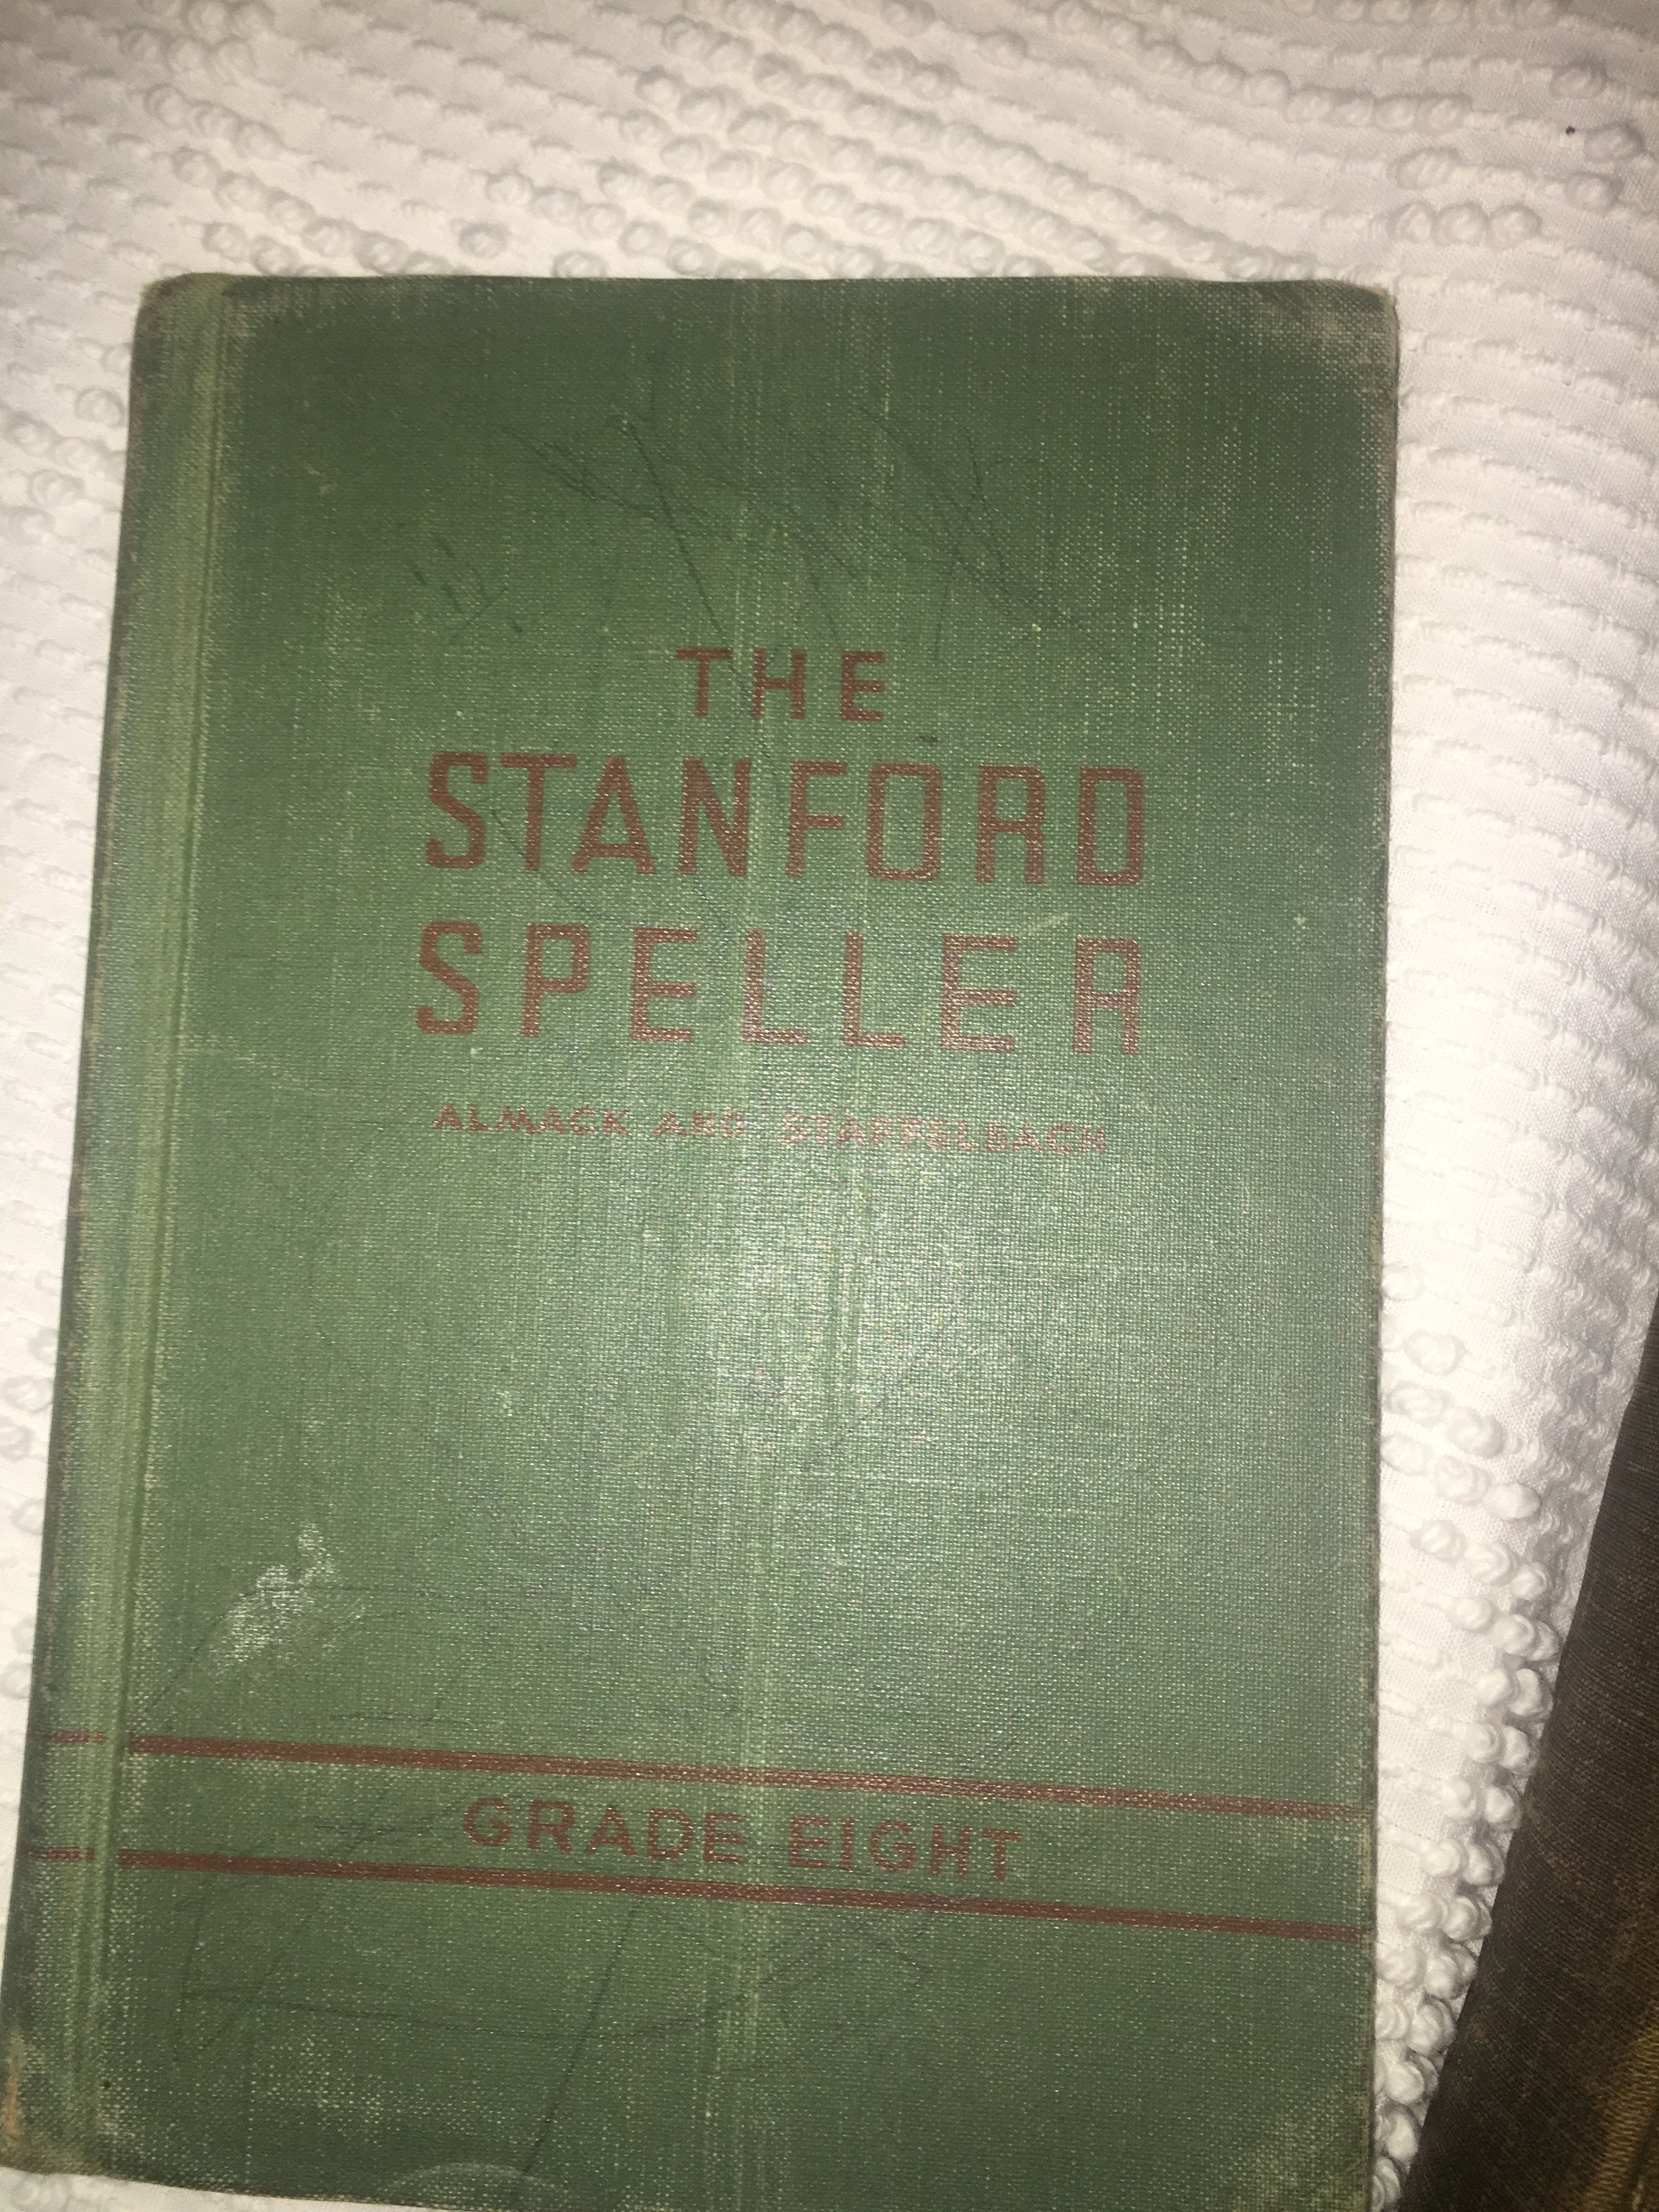 THE
STANFORD
SPELLER
ALMACK AND STAFFELBACH
GRADE EIGHT